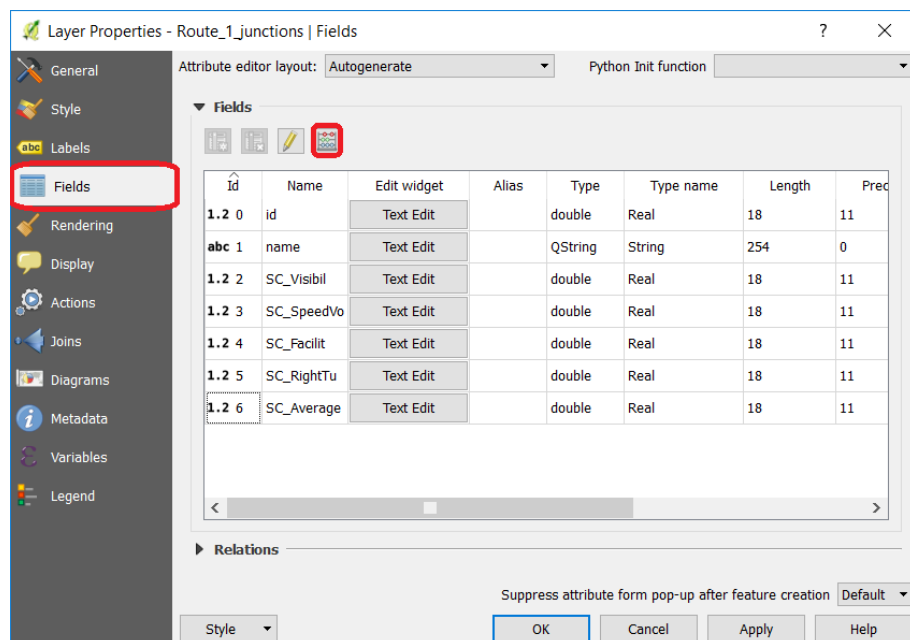 Layer Properties - Route_1_junctions | Fields ?
General
Style
abc Labels
Fields
Rendering
Display
Actions
Joins
Diagrams
Metadata
Variables
Legend
Attribute editor layout: Autogenerate Python Init function
Fields
Id Name Edit widget Alias Type Type name Length Prec
1.2 0 id Text Edit double Real 18 11
abc 1 name Text Edit QString String 254 0
1.2 2 SC_Visibil Text Edit double Real 18 11
1.2 3 SC_SpeedVo Text Edit double Real 18 11
1.2 4 SC_Facilit Text Edit double Real 18 11
1.2 5 SC_RightTu Text Edit double Real 18 11
1.2 6 SC_Average Text Edit double Real 18 11
Relations
Suppress attribute form pop-up after feature creation Default
Style OK Cancel Apply Help